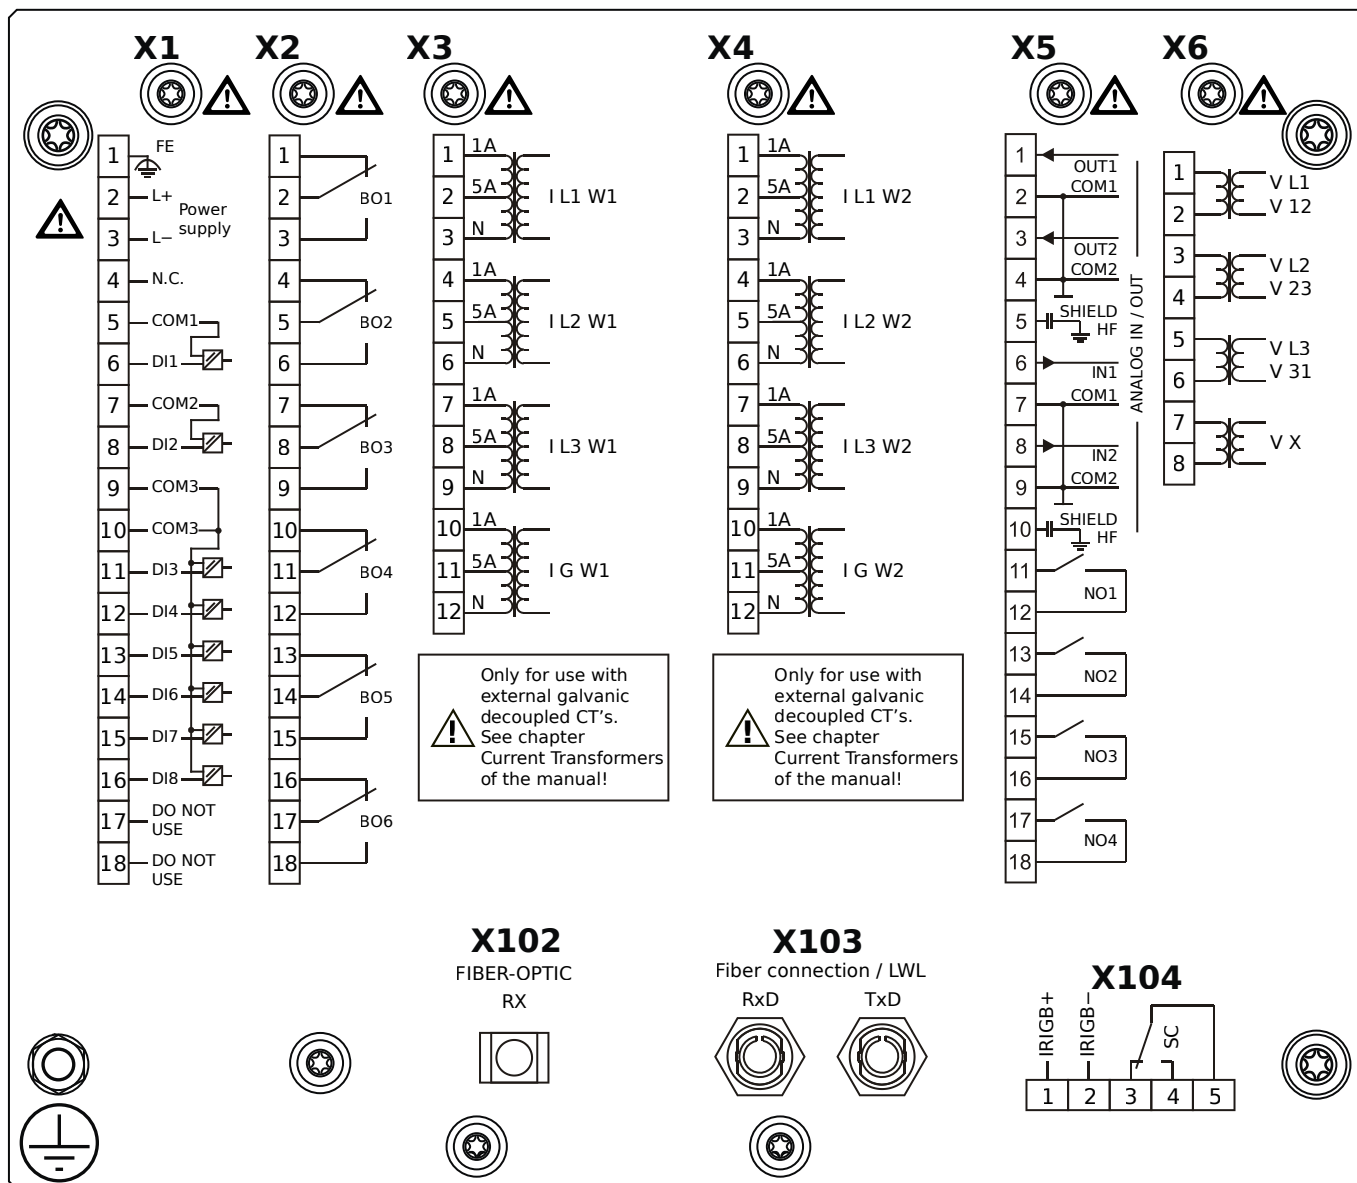 X1 X2 X3 X4 X5 X6
1 FE
2 L+
Power
supply
3 L−
4 N.C.
5 COM1
6 DI1
7 COM2
8 DI2
9 COM3
10 COM3
11 DI3
12 DI4
13 DI5
14 DI6
15 DI7
16 DI8
17 DO NOT
USE
18 DO NOT
USE
1
2 BO1
3
4
5 BO2
6
7
8 BO3
9
10
11 BO4
12
13
14 BO5
15
16
17 BO6
18
1 1A
2 5A I L1 W1
3 N
4 1A
5 5A I L2 W1
6 N
7 1A
8 5A I L3 W1
9 N
10 1A
11 5A I G W1
12 N
Only for use with
external galvanic
decoupled CT's.
See chapter
Current Transformers
of the manual!
1 1A
2 5A I L1 W2
3 N
4 1A
5 5A I L2 W2
6 N
7 1A
8 5A I L3 W2
9 N
10 1A
11 5A I G W2
12 N
Only for use with
external galvanic
decoupled CT's.
See chapter
Current Transformers
of the manual!
1 OUT1
2 COM1
3 OUT2
4 COM2
5 SHIELD
HF
6 IN1
7 COM1
8 IN2
9 COM2
10 SHIELD
HF
ANALOG IN / OUT
11
NO1
12
13
NO2
14
15
NO3
16
17
NO4
18
1 V L1
2 V 12
3 V L2
4 V 23
5 V L3
6 V 31
7
V X
8
X102
FIBER-OPTIC
RX
X103
Fiber connection / LWL
RxD TxD
X104
IRIGB+ IRIGB− SC
1 2 3 4 5